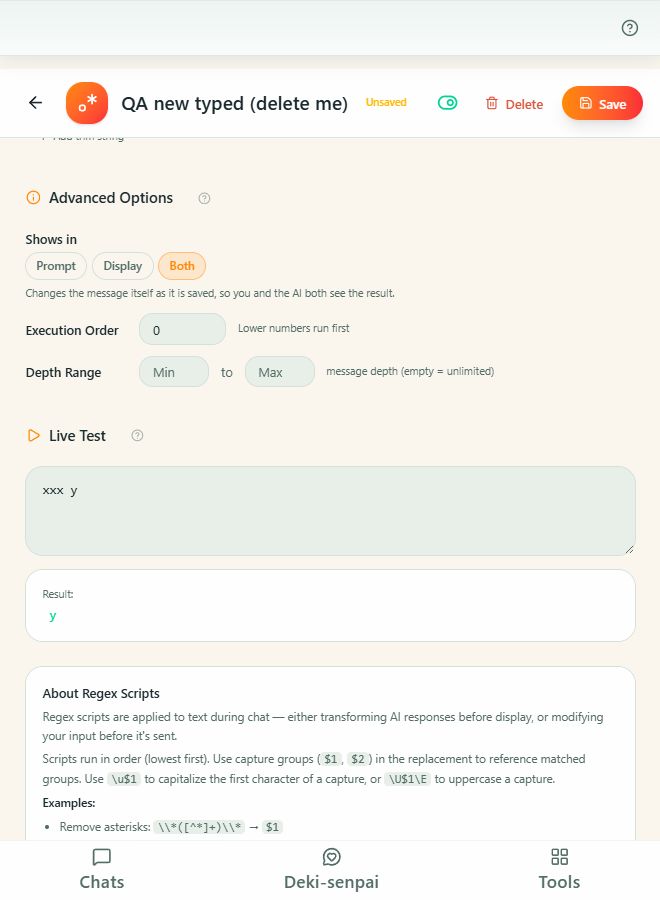 QA new typed (delete me)
Unsaved
Delete
Save
+ Add trim string
Advanced Options
Shows in
Prompt
Display
Both
Changes the message itself as it is saved, so you and the AI both see the result.
Execution Order
0
Lower numbers run first
Depth Range
Min
to
Max
message depth (empty = unlimited)
Live Test
xxx y
Result:
y
About Regex Scripts
Regex scripts are applied to text during chat — either transforming AI responses before display, or modifying
your input before it's sent.
Scripts run in order (lowest first). Use capture groups ( $1 , $2 ) in the replacement to reference matched
groups. Use \u$1 to capitalize the first character of a capture, or \U$1\E to uppercase a capture.
Examples:
• Remove asterisks: \\*([^*]+)\\* → $1
Chats
Deki-senpai
Tools